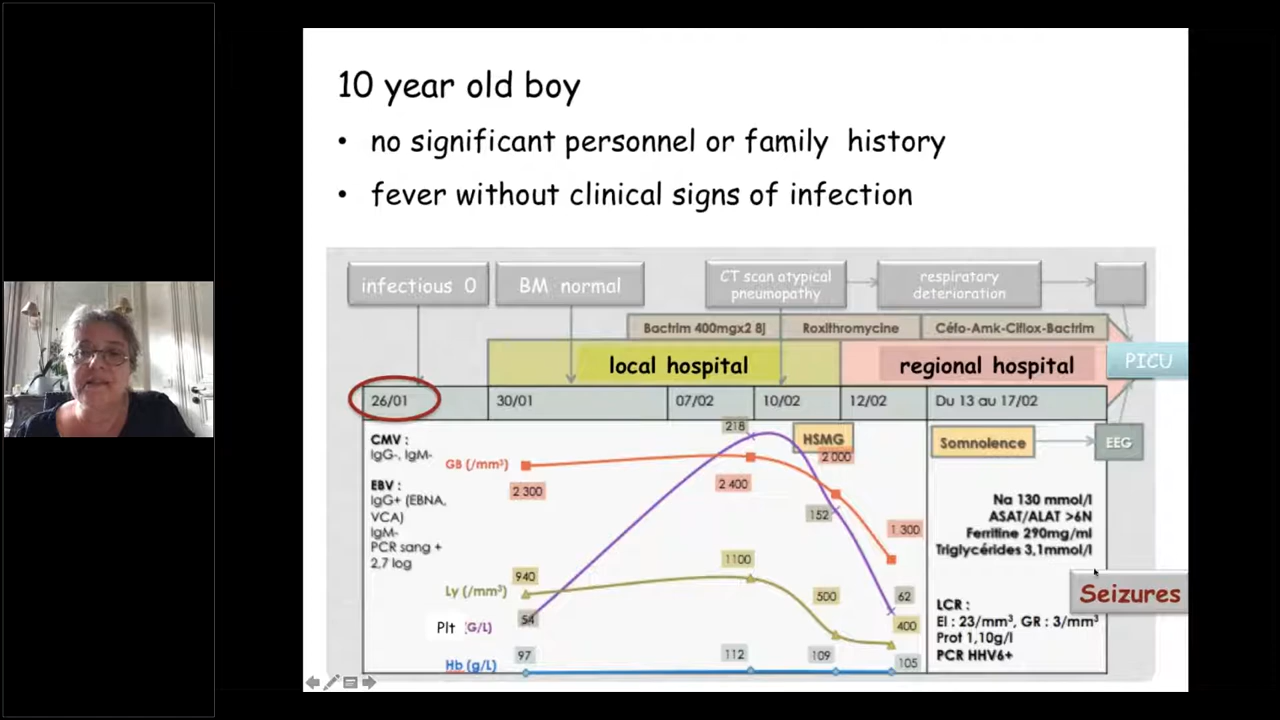 10 year old boy
• no significant personnel or family history
• fever without clinical signs of infection
infectious 0
BM normal
CT scan atypical
pneumopathy
respiratory
deterioration
Bactrim 400mgx2 8J
Roxithromycine
Céfo-Amk-Ciflox-Bactrim
local hospital
regional hospital
PICU
26/01
30/01
07/02
10/02
12/02
Du 13 au 17/02
CMV :
IgG-, IgM-
EBV :
IgG+ (EBNA,
VCA)
IgM-
PCR sang +
2,7 log
GB (/mm³)
2 300
2 400
2 000
1 300
218
HSMG
152
62
54
Ly (/mm³)
940
1100
500
400
Plt (G/L)
Hb (g/L)
97
112
109
105
Somnolence
EEG
Na 130 mmol/l
ASAT/ALAT >6N
Ferritine 290mg/ml
Triglycérides 3,1mmol/l
Seizures
LCR :
El : 23/mm³, GR : 3/mm³
Prot 1,10g/l
PCR HHV6+